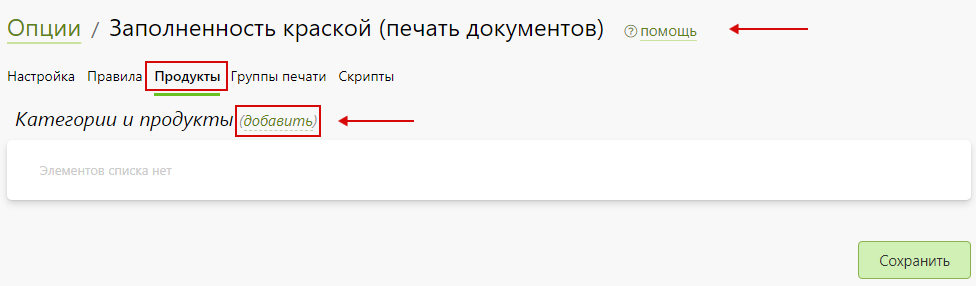 Опции / Заполненность краской (печать документов) ? помощь
Настройка Правила Продукты Группы печати Скрипты
Категории и продукты (добавить)
Элементов списка нет
Сохранить